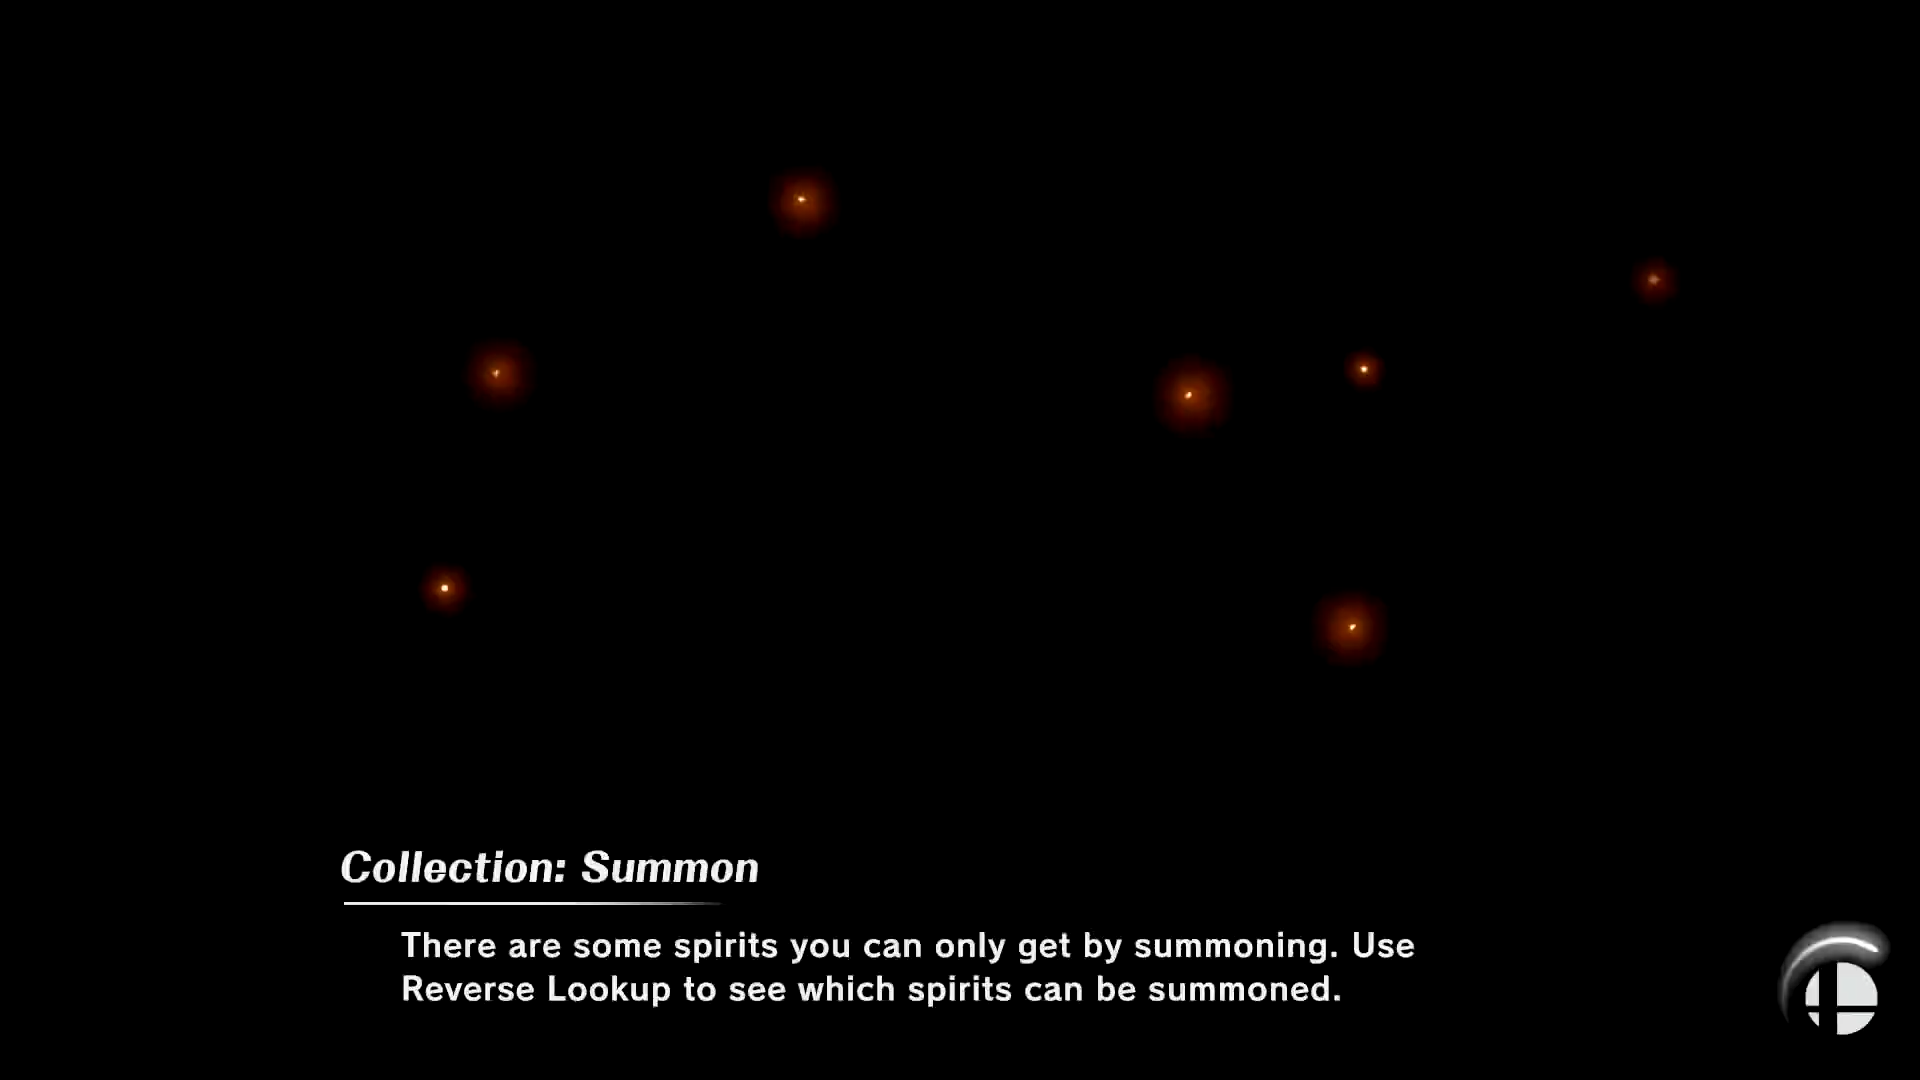 Collection: Summon
There are some spirits you can only get by summoning. Use
Reverse Lookup to see which spirits can be summoned.